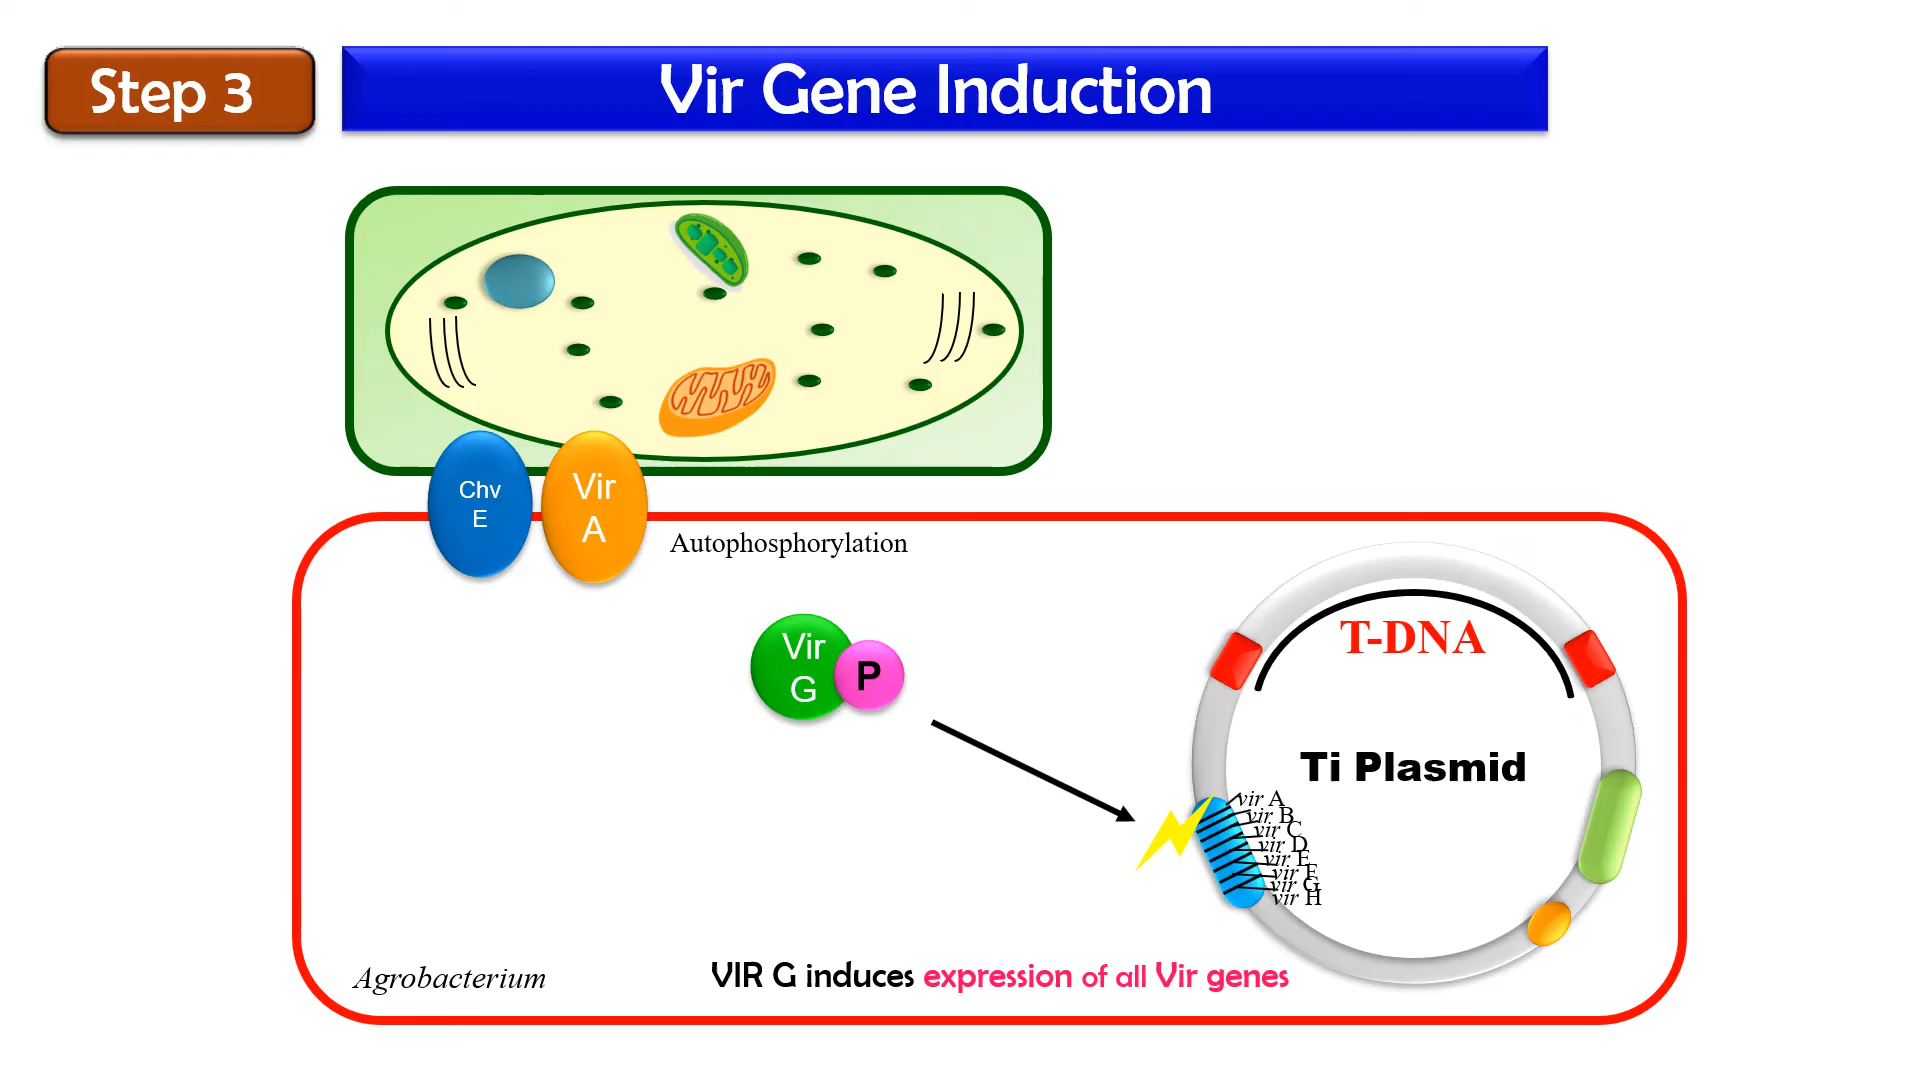 Step 3
Vir Gene Induction
Chv
E
Vir
A
Autophosphorylation
Vir
G
P
T-DNA
Ti Plasmid
vir A
vir B
vir C
vir D
vir E
vir F
vir G
vir H
Agrobacterium
VIR G induces expression of all Vir genes